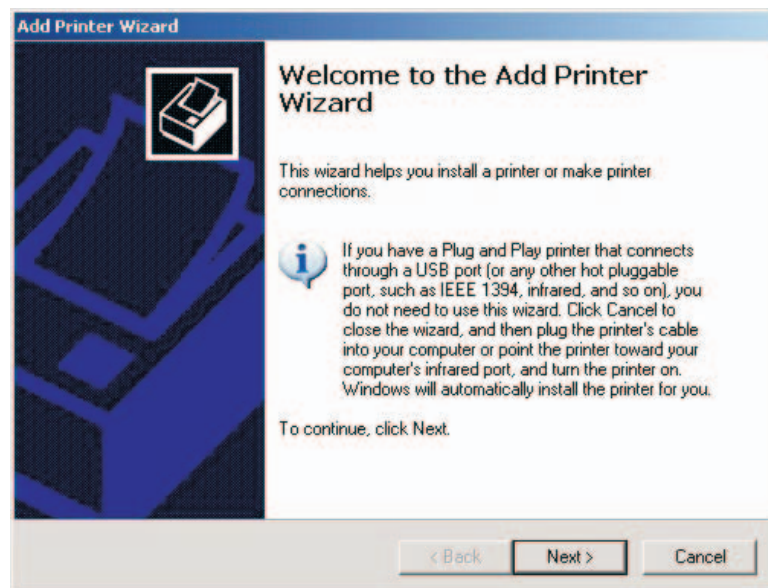 Add Printer Wizard
Welcome to the Add Printer
Wizard
This wizard helps you install a printer or make printer
connections.
If you have a Plug and Play printer that connects
through a USB port (or any other hot pluggable
port, such as IEEE 1394, infrared, and so on), you
do not need to use this wizard. Click Cancel to
close the wizard, and then plug the printer's cable
into your computer or point the printer toward your
computer's infrared port, and turn the printer on.
Windows will automatically install the printer for you.
To continue, click Next.
< Back Next > Cancel